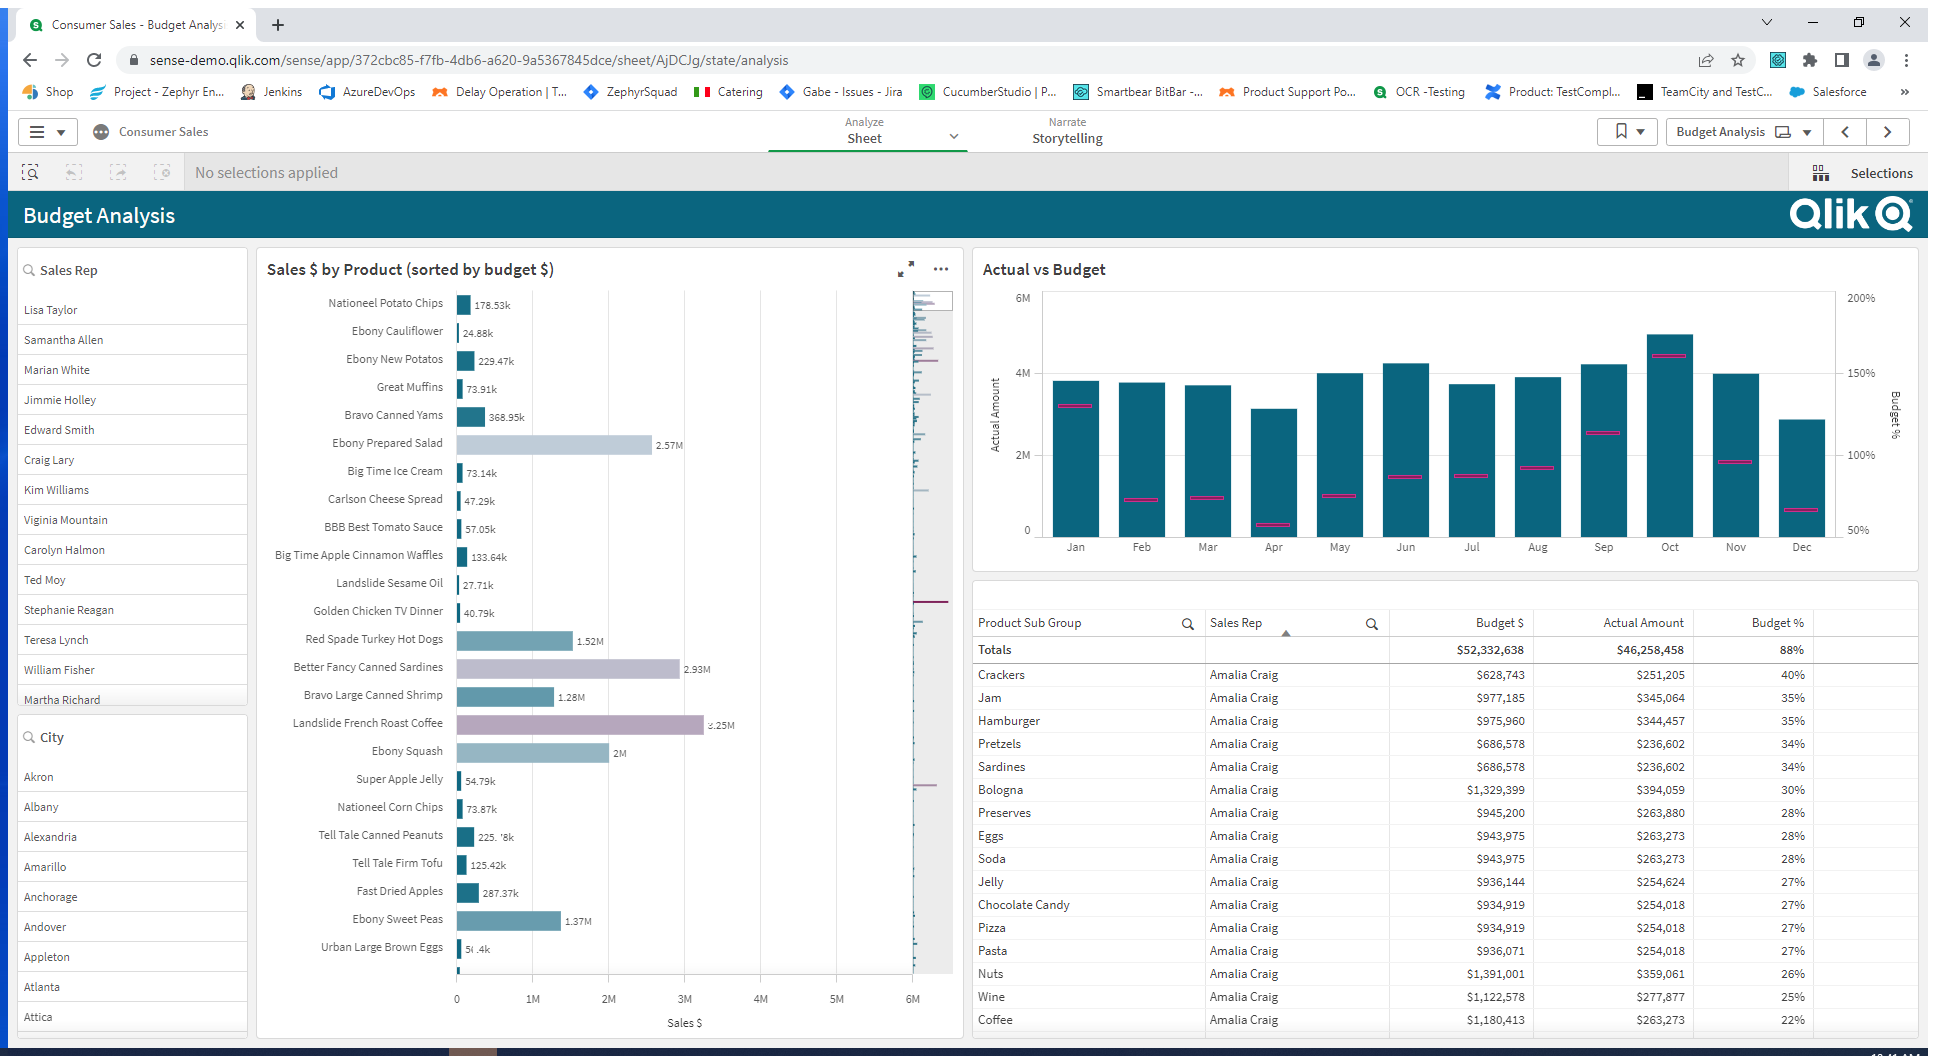 Consumer Sales - Budget Analysi
sense-demo.qlik.com/sense/app/372cbc85-f7fb-4db6-a620-9a5367845dce/sheet/AjDCJg/state/analysis
Shop Project - Zephyr En... Jenkins AzureDevOps Delay Operation | T... ZephyrSquad Catering Gabe - Issues - Jira CucumberStudio | P... Smartbear BitBar -... Product Support Po... OCR -Testing Product: TestCompl... TeamCity and TestC... Salesforce »
Consumer Sales
Analyze
Sheet
Narrate
Storytelling
Budget Analysis
No selections applied
Selections
Budget Analysis
Qlik
Sales Rep
Lisa Taylor
Samantha Allen
Marian White
Jimmie Holley
Edward Smith
Craig Lary
Kim Williams
Viginia Mountain
Carolyn Halmon
Ted Moy
Stephanie Reagan
Teresa Lynch
William Fisher
Martha Richard
City
Akron
Albany
Alexandria
Amarillo
Anchorage
Andover
Appleton
Atlanta
Attica
Sales $ by Product (sorted by budget $)
Nationeel Potato Chips 178.53k
Ebony Cauliflower 24.88k
Ebony New Potatos 229.47k
Great Muffins 73.91k
Bravo Canned Yams 368.95k
Ebony Prepared Salad 2.57M
Big Time Ice Cream 73.14k
Carlson Cheese Spread 47.29k
BBB Best Tomato Sauce 57.05k
Big Time Apple Cinnamon Waffles 133.64k
Landslide Sesame Oil 27.71k
Golden Chicken TV Dinner 40.79k
Red Spade Turkey Hot Dogs 1.52M
Better Fancy Canned Sardines 2.93M
Bravo Large Canned Shrimp 1.28M
Landslide French Roast Coffee 3.25M
Ebony Squash 2M
Super Apple Jelly 54.79k
Nationeel Corn Chips 73.87k
Tell Tale Canned Peanuts
Tell Tale Firm Tofu 125.42k
Fast Dried Apples 287.37k
Ebony Sweet Peas 1.37M
Urban Large Brown Eggs
0 1M 2M 3M 4M 5M 6M
Sales $
Actual vs Budget
6M 200%
4M 150%
2M 100%
0 50%
Actual Amount
Budget %
Jan Feb Mar Apr May Jun Jul Aug Sep Oct Nov Dec
Product Sub Group Sales Rep Budget $ Actual Amount Budget %
Totals $52,332,638 $46,258,458 88%
Crackers Amalia Craig $628,743 $251,205 40%
Jam Amalia Craig $977,185 $345,064 35%
Hamburger Amalia Craig $975,960 $344,457 35%
Pretzels Amalia Craig $686,578 $236,602 34%
Sardines Amalia Craig $686,578 $236,602 34%
Bologna Amalia Craig $1,329,399 $394,059 30%
Preserves Amalia Craig $945,200 $263,880 28%
Eggs Amalia Craig $943,975 $263,273 28%
Soda Amalia Craig $943,975 $263,273 28%
Jelly Amalia Craig $936,144 $254,624 27%
Chocolate Candy Amalia Craig $934,919 $254,018 27%
Pizza Amalia Craig $934,919 $254,018 27%
Pasta Amalia Craig $936,071 $254,018 27%
Nuts Amalia Craig $1,391,001 $359,061 26%
Wine Amalia Craig $1,122,578 $277,877 25%
Coffee Amalia Craig $1,180,413 $263,273 22%